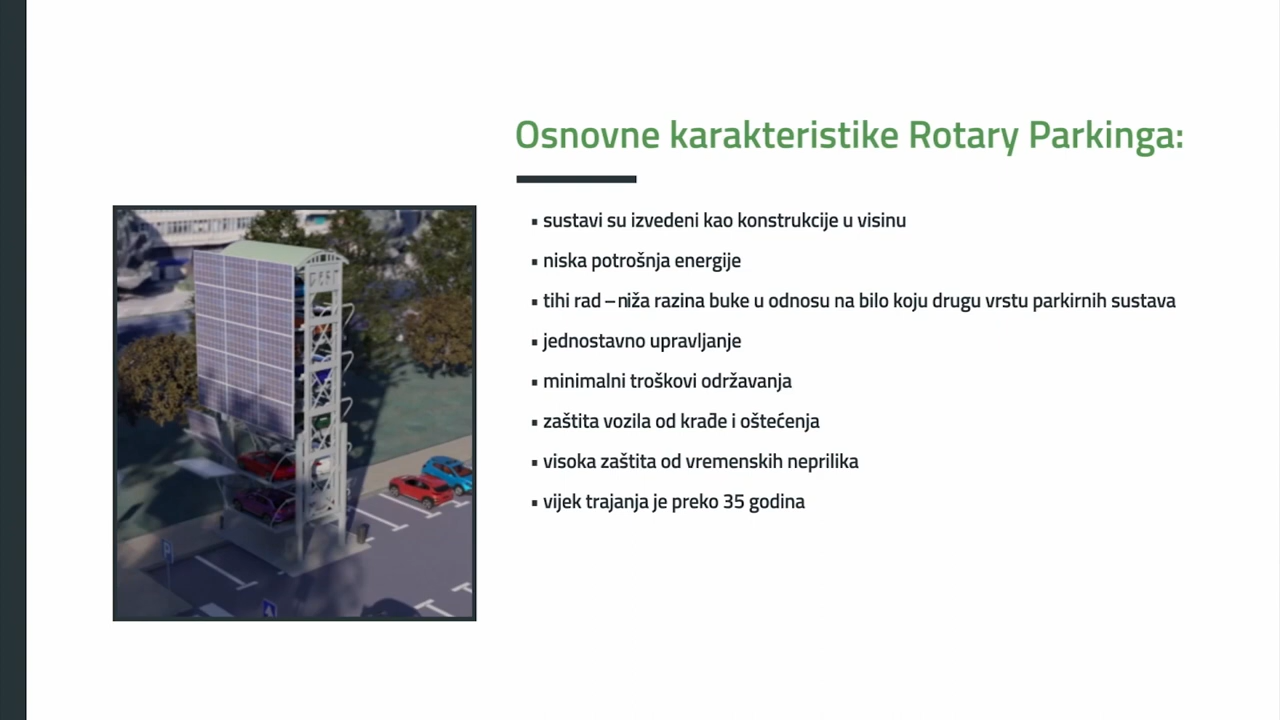 Osnovne karakteristike Rotary Parkinga:
▪ sustavi su izvedeni kao konstrukcije u visinu
▪ niska potrošnja energije
▪ tihi rad – niža razina buke u odnosu na bilo koju drugu vrstu parkirnih sustava
▪ jednostavno upravljanje
▪ minimalni troškovi održavanja
▪ zaštita vozila od krađe i oštećenja
▪ visoka zaštita od vremenskih neprilika
▪ vijek trajanja je preko 35 godina
P